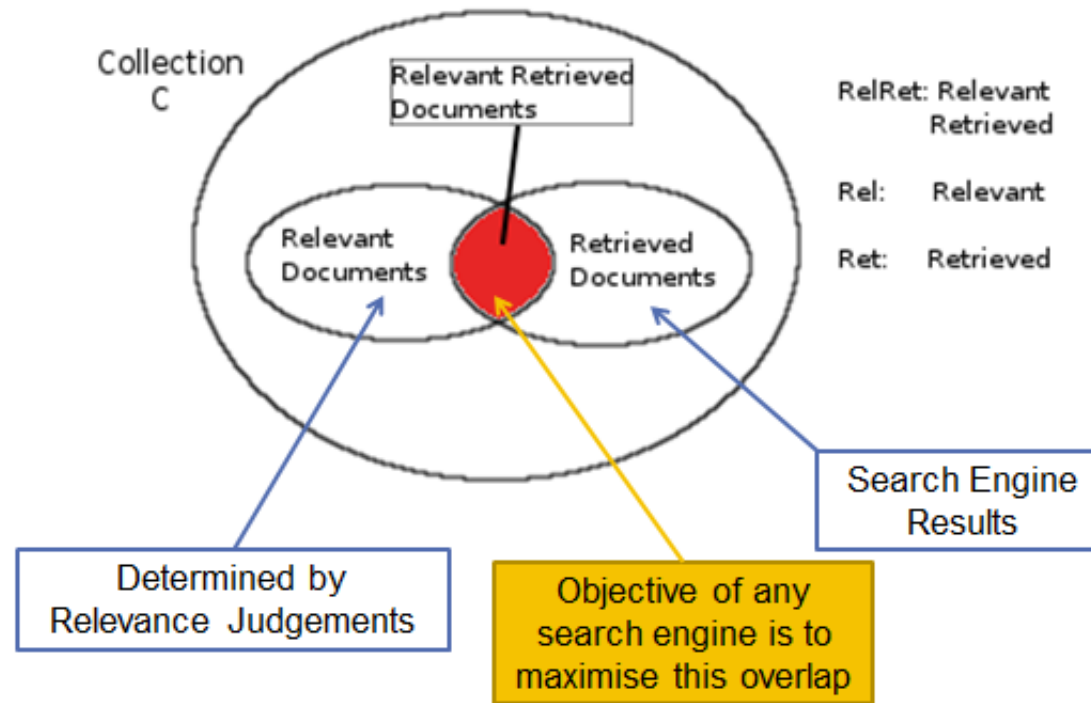 Collection
C
Relevant Retrieved
Documents
RelRet: Relevant
Retrieved
Rel: Relevant
Ret: Retrieved
Relevant
Documents
Retrieved
Documents
Search Engine
Results
Determined by
Relevance Judgements
Objective of any
search engine is to
maximise this overlap